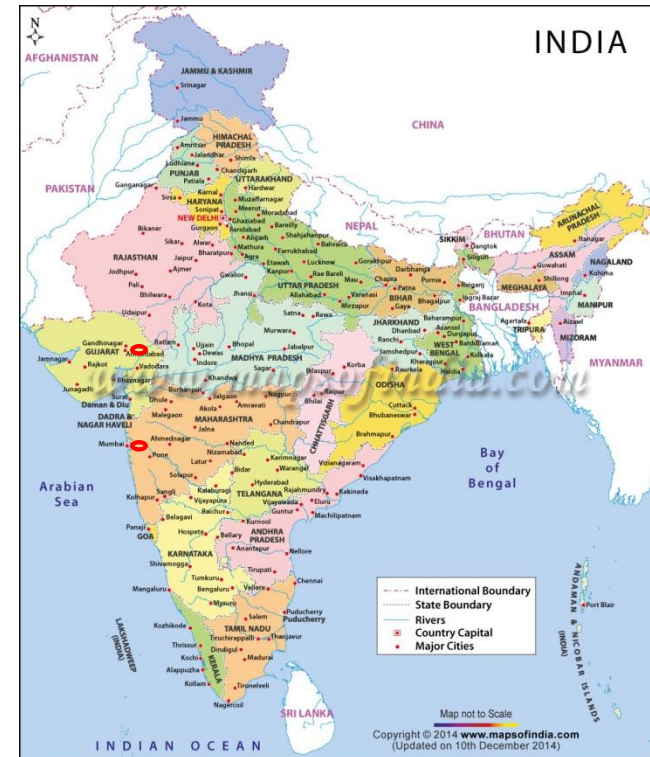 N
INDIA
AFGHANISTAN
JAMMU & KASHMIR
Srinagar
Jammu
CHINA
HIMACHAL
PRADESH
Amritsar
Jalandhar
Shimla
Ludhiana
PUNJAB
Chandigarh
Patiala
UTTARAKHAND
Hardwar
PAKISTAN
Ganganagar
Karnal
HARYANA
Sirsa
Sonipat
Muzaffarnagar
Meerut
NEW DELHI
Moradabad
Ghaziabad
Gurgaon
Faridabad
Bareilly
Bikaner
Sikar
Alwar
Aligarh
Shahjahanpur
NEPAL
Mathura
Farrukhabad
Bahraich
RAJASTHAN
Jaipur
Bharatpur
Agra
Etawah
Lucknow
Gorakhpur
Jodhpur
Ajmer
Kanpur
Rae Bareli
Mau
Gwalior
UTTAR PRADESH
Pali
Bhilwara
Kota
Jhansi
Allahabad
Varanasi
Mirzapur
Udaipur
Satna
Rewa
SIKKIM
Gangtok
BHUTAN
ARUNACHAL
PRADESH
Itanagar
Siliguri
ASSAM
Guwahati
NAGALAND
Kohima
Darbhanga
Chapra
Purnia
Patna
BIHAR
Bhagalpur
Gaya
Raiganj
Shillong
MEGHALAYA
Imphal
MANIPUR
Jograj Bazar
BANGLADESH
Agartala
TRIPURA
Aizawl
MIZORAM
MYANMAR
Gandhinagar
GUJARAT
Ahmedabad
Jamnagar
Rajkot
Vadodara
Junagadh
Bhavnagar
Surat
Ratlam
Ujjain
Bhopal
Dewas
Indore
Murwara
Jabalpur
MADHYA PRADESH
Sagar
Khandwa
Burhanpur
JHARKHAND
Dhanbad
Ranchi
Jamshedpur
Raurkela
Baharampur
Asansol
Durgapur
WEST
BENGAL
Barddhaman
Kharagpur
Kolkata
Haldia
Bilaspur
Korba
Raipur
Bhilai
CHHATTISGARH
ODISHA
Cuttack
Bhubaneswar
Brahmapur
www.mapsofindia.com
Daman & Diu
DADRA &
NAGAR HAVELI
Dhule
Jalgaon
Nagpur
Malegaon
Akola
Amravati
MAHARASHTRA
Jalna
Chandrapur
Mumbai
Ahmednagar
Nanded
Pone
Nizamabad
Latur
Karimnagar
Bidar
Warangal
Solapur
Hyderabad
Vizianagaram
Visakhapatnam
Arabian
Sea
Bay
of
Bengal
Sangli
Kolhapur
Kalaburagi
Vijayapura
TELANGANA
Rajahmundry
Kakinada
Raichur
Vijayawada
Eluru
Guntur
Machilipatnam
Belagavi
Kurnool
Panaji
GOA
Hospete
Bellary
ANDHRA
PRADESH
KARNATAKA
Anantapur
Nellore
Shivamogga
Tirupati
Tumkuru
Mangaluru
Bengaluru
Vellore
Chennai
Mysuru
Puducherry
Puducherry
Salem
Kozhikode
TAMIL NADU
Tiruchirappalli
Thanjavur
Thrissur
Dindigul
Kochi
Madurai
KERALA
Alappuzha
Kollam
Tirunelveli
Nagercoil
LAKSHADWEEP
(INDIA)
SRI LANKA
INDIAN OCEAN
ANDAMAN & NICOBAR ISLANDS
(INDIA)
Port Blair
International Boundary
State Boundary
Rivers
Country Capital
Major Cities
Map not to Scale
Copyright © 2014 www.mapsofindia.com
(Updated on 10th December 2014)